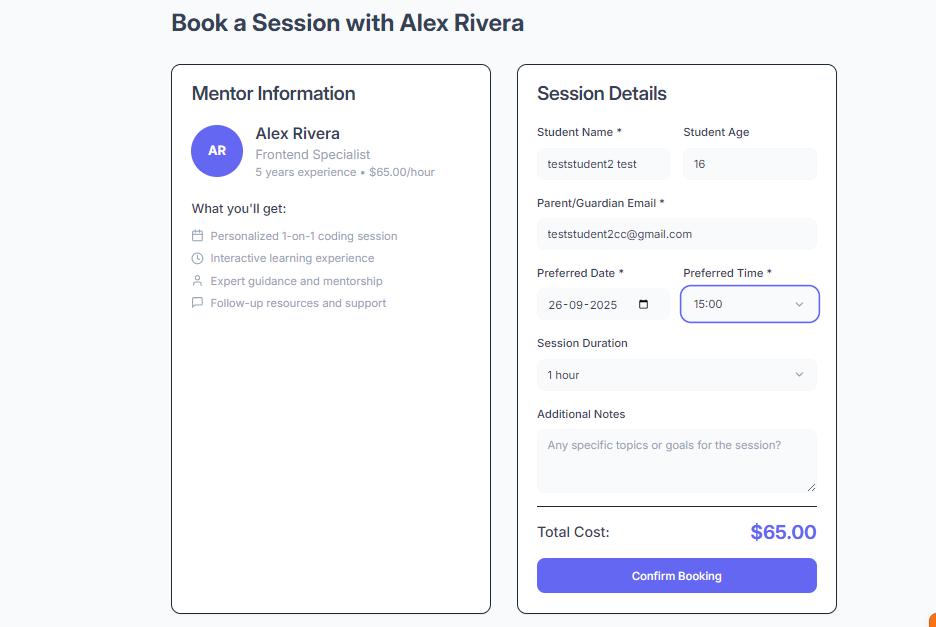 Book a Session with Alex Rivera
Mentor Information
AR
Alex Rivera
Frontend Specialist
5 years experience • $65.00/hour
What you'll get:
Personalized 1-on-1 coding session
Interactive learning experience
Expert guidance and mentorship
Follow-up resources and support
Session Details
Student Name * Student Age
teststudent2 test 16
Parent/Guardian Email *
teststudent2cc@gmail.com
Preferred Date * Preferred Time *
26-09-2025 15:00
Session Duration
1 hour
Additional Notes
Any specific topics or goals for the session?
Total Cost: $65.00
Confirm Booking